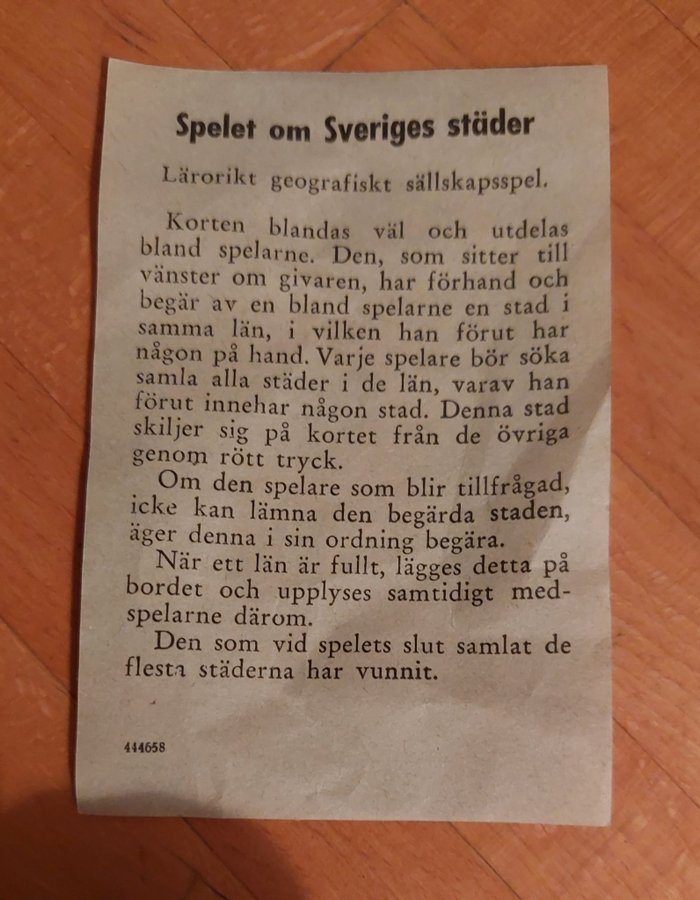 Spelet om Sveriges städer
Lärorikt geografiskt sällskapsspel.
Korten blandas väl och utdelas
bland spelarne. Den, som sitter till
vänster om givaren, har förhand och
begär av en bland spelarne en stad i
samma län, i vilken han förut har
någon på hand. Varje spelare bör söka
samla alla städer i de län, varav han
förut innehar någon stad. Denna stad
skiljer sig på kortet från de övriga
genom rött tryck.
Om den spelare som blir tillfrågad,
icke kan lämna den begärda staden,
äger denna i sin ordning begära.
När ett län är fullt, lägges detta på
bordet och upplyses samtidigt med-
spelarne därom.
Den som vid spelets slut samlat de
flesta städerna har vunnit.
444658